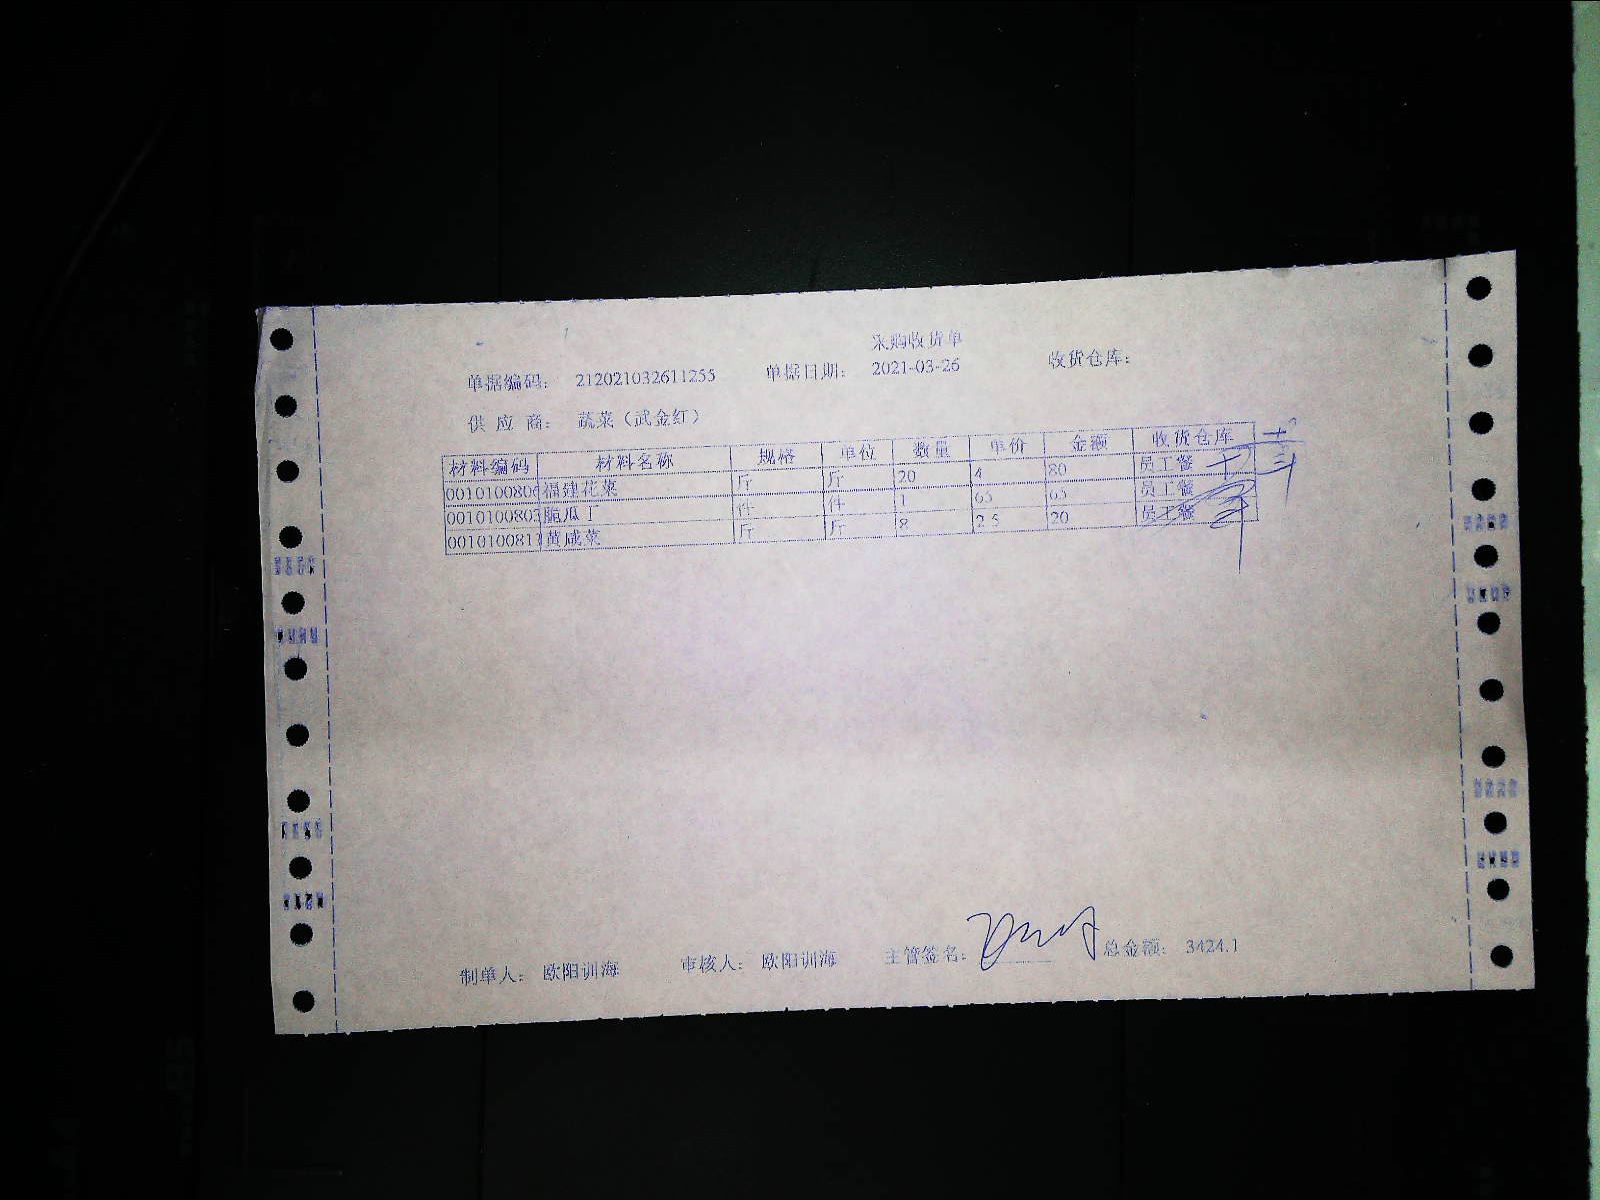 采购收货单
单据编码： 212021032611255 单据日期： 2021-03-26 收货仓库：
供 应 商： 蔬菜（武金红）
材料编码 材料名称 规格 单位 数量 单价 金额 收货仓库
0010100806 福建花菜 斤 斤 20 4 80 员工餐
0010100803 脆瓜丁 件 件 1 65 65 员工餐
001010081 黄咸菜 斤 斤 8 2.5 20 员工餐
制单人： 欧阳训海 审核人： 欧阳训海 主管签名： 总金额： 3424.1